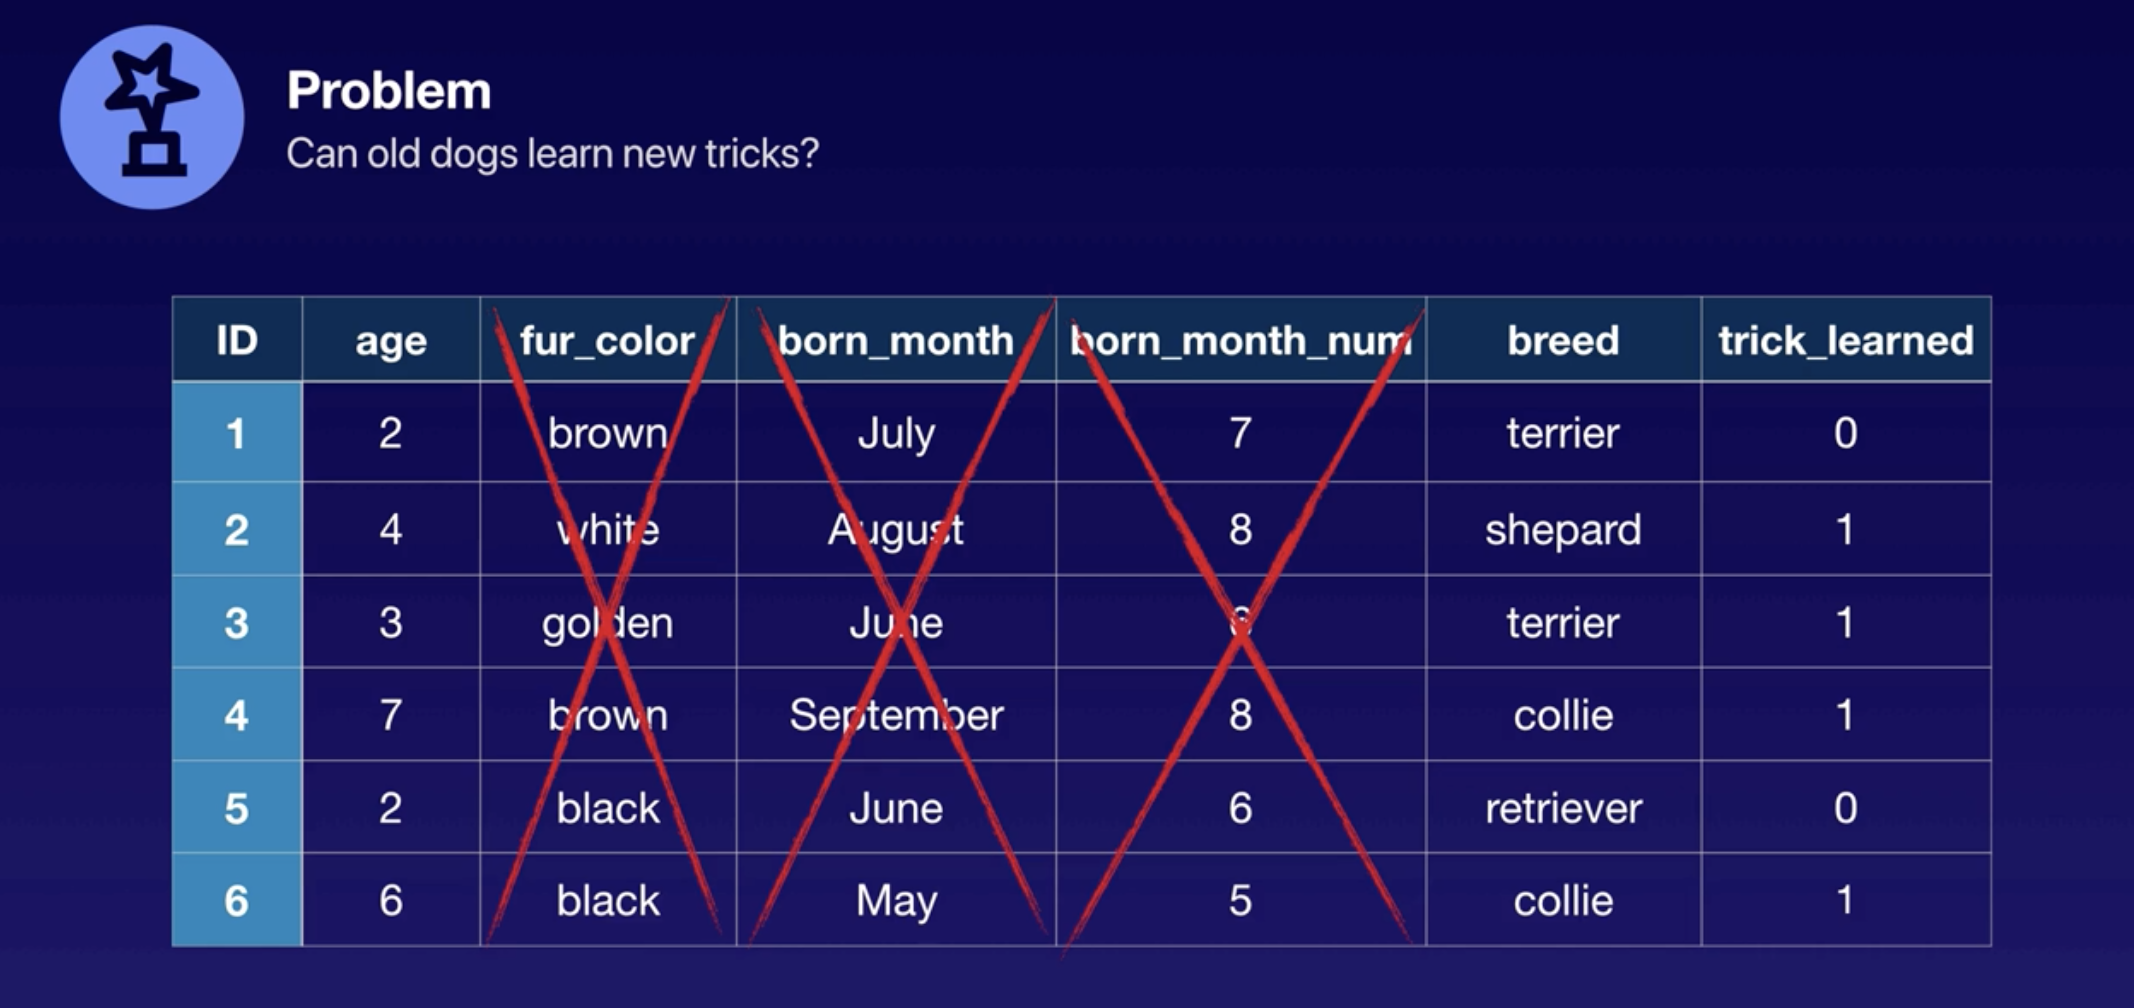 Problem
Can old dogs learn new tricks?
ID age fur_color born_month born_month_num breed trick_learned
1 2 brown July 7 terrier 0
2 4 white August 8 shepard 1
3 3 golden June terrier 1
4 7 brown September 8 collie 1
5 2 black June 6 retriever 0
6 6 black May 5 collie 1